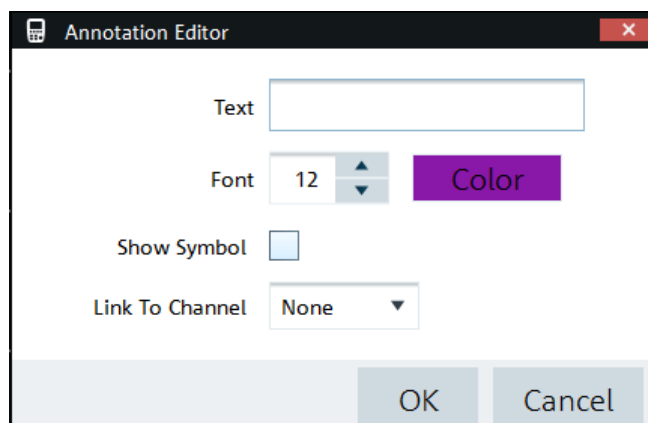 Annotation Editor
Text
Font 12 Color
Show Symbol
Link To Channel None
OK Cancel